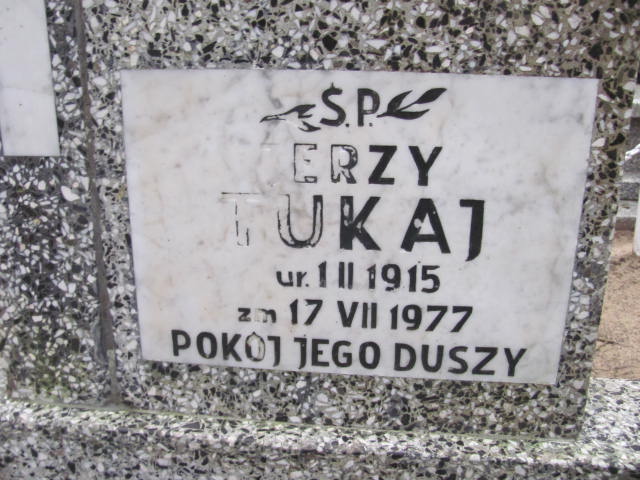 Ś.P.
JERZY
TUKAJ
ur. 1 II 1915
zm 17 VII 1977
POKÓJ JEGO DUSZY